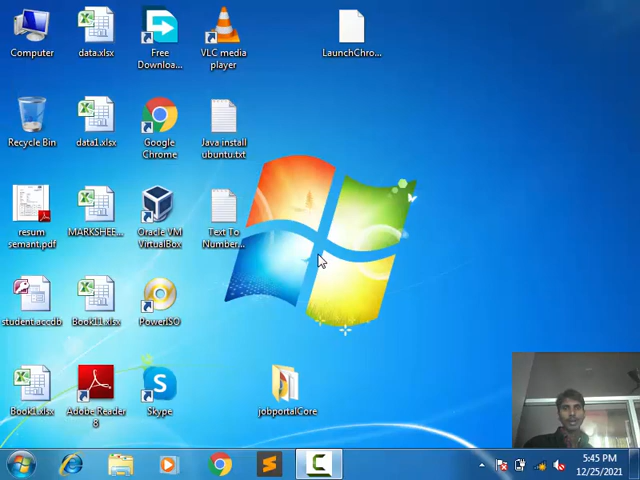 Computer
data.xlsx
Free
Downloa...
VLC media
player
LaunchChro...
Recycle Bin
data1.xlsx
Google
Chrome
Java install
ubuntu.txt
resum
semant.pdf
MARKSHEE...
Oracle VM
VirtualBox
Text To
Number...
student.accdb
Book11.xlsx
PowerISO
Book1.xlsx
Adobe Reader
8
Skype
jobportalCore
5:45 PM
12/25/2021